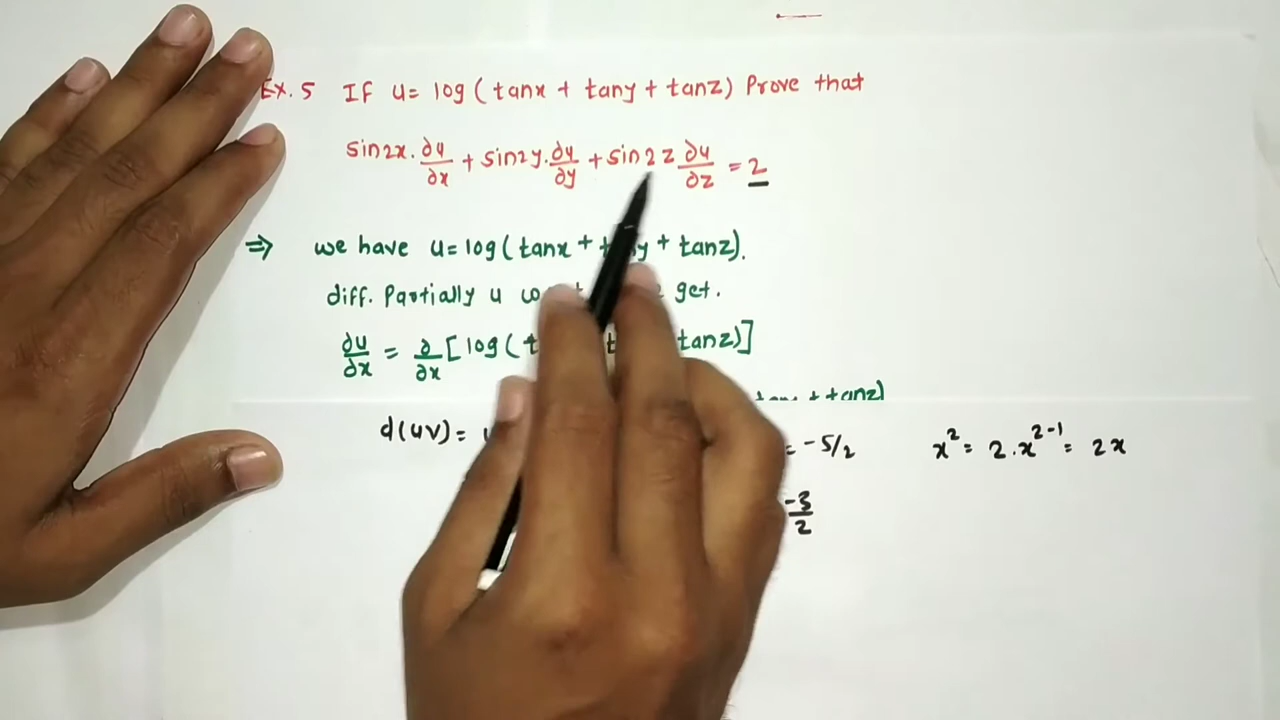 Ex. 5 If u = log ( tanx + tany + tanz ) Prove that
sin2x. ∂u/∂x + sin2y. ∂u/∂y + sin2z ∂u/∂z = 2
⇒ we have u = log ( tanx + y + tanz ).
diff. Partially u get.
∂u/∂x = ∂/∂x [ log ( tanz ) ]
+ tanz)
d(uv) = = -5/2 x² = 2.x²⁻¹ = 2x
-3/2